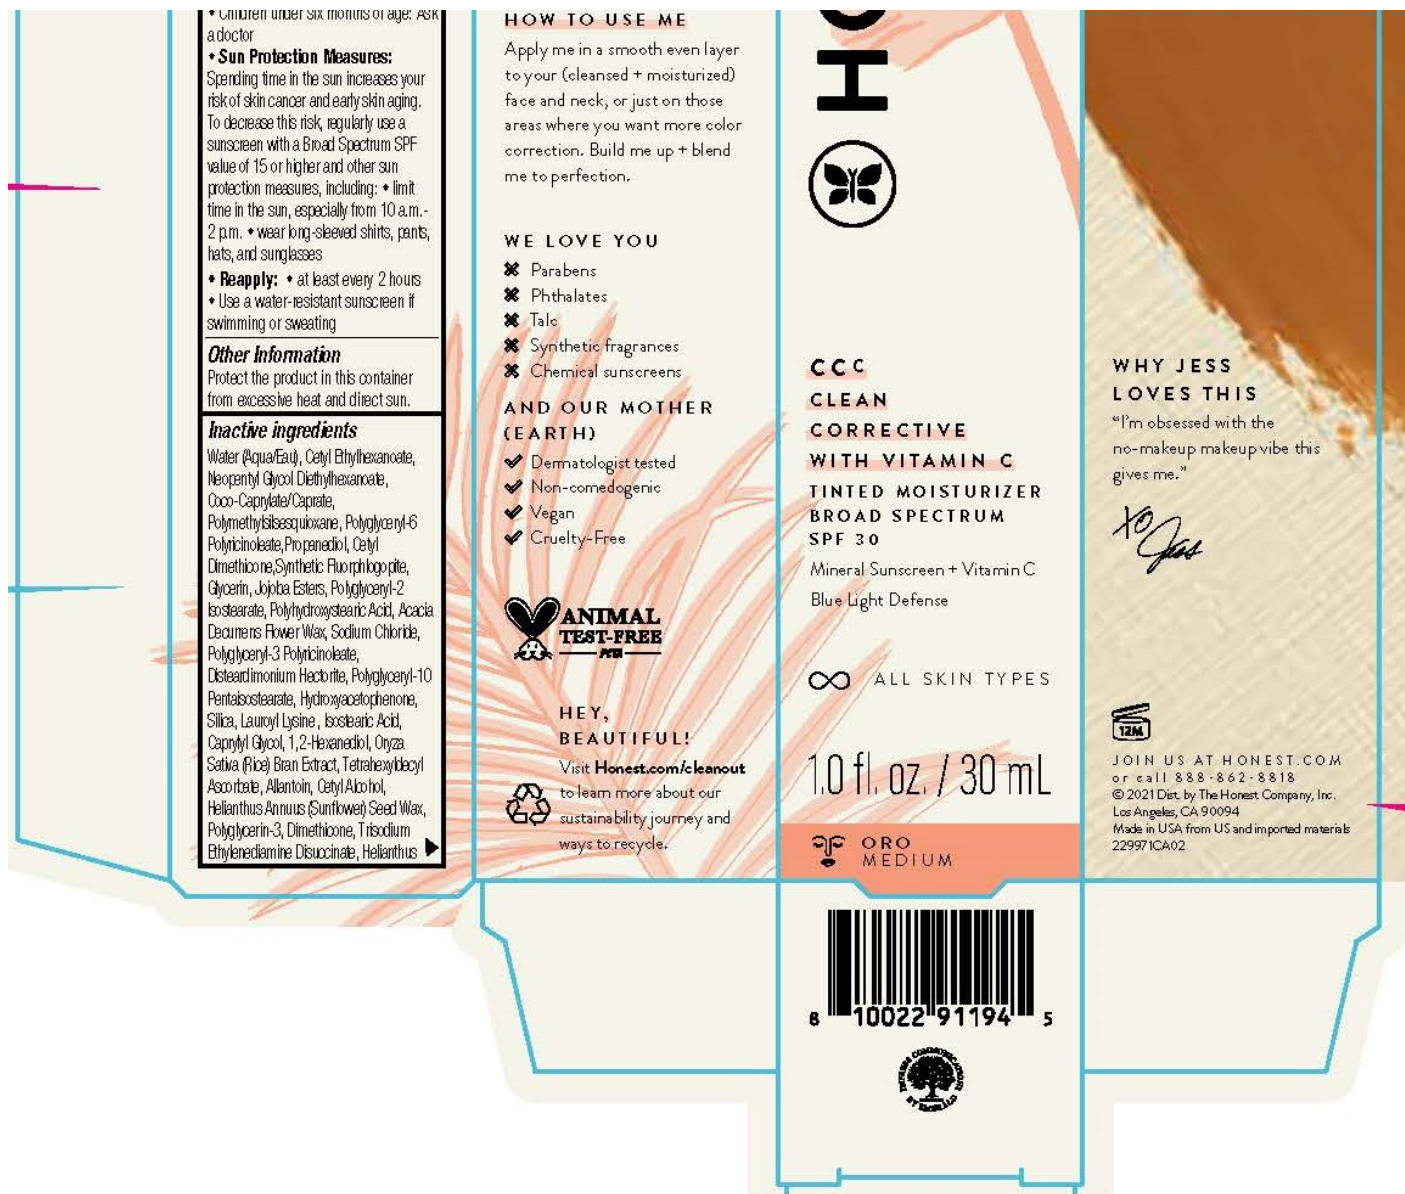 • Children under six months of age: Ask
a doctor
• Sun Protection Measures:
Spending time in the sun increases your
risk of skin cancer and early skin aging.
To decrease this risk, regularly use a
sunscreen with a Broad Spectrum SPF
value of 15 or higher and other sun
protection measures, including: • limit
time in the sun, especially from 10 a.m.-
2 p.m. • wear long-sleeved shirts, pants,
hats, and sunglasses
• Reapply: • at least every 2 hours
• Use a water-resistant sunscreen if
swimming or sweating
Other Information
Protect the product in this container
from excessive heat and direct sun.
Inactive ingredients
Water (Aqua/Eau), Cetyl Ethylhexanoate,
Neopentyl Glycol Diethylhexanoate,
Coco-Caprylate/Caprate,
Polymethylsilsesquioxane, Polyglyceryl-6
Polyricinoleate,Propanediol, Cetyl
Dimethicone,Synthetic Fluorphlogopite,
Glycerin, Jojoba Esters, Polyglyceryl-2
Isostearate, Polyhydroxystearic Acid, Acacia
Decurrens Flower Wax, Sodium Chloride,
Polyglyceryl-3 Polyricinoleate,
Disteardimonium Hectorite, Polyglyceryl-10
Pentaisostearate, Hydroxyacetophenone,
Silica, Lauroyl Lysine , Isostearic Acid,
Caprylyl Glycol, 1,2-Hexanediol, Oryza
Sativa (Rice) Bran Extract, Tetrahexyldecyl
Ascorbate, Allantoin, Cetyl Alcohol,
Helianthus Annuus (Sunflower) Seed Wax,
Polyglycerin-3, Dimethicone, Trisodium
Ethylenediamine Disuccinate, Helianthus
HOW TO USE ME
Apply me in a smooth even layer
to your (cleansed + moisturized)
face and neck, or just on those
areas where you want more color
correction. Build me up + blend
me to perfection.
WE LOVE YOU
Parabens
Phthalates
Talc
Synthetic fragrances
Chemical sunscreens
AND OUR MOTHER
(EARTH)
Dermatologist tested
Non-comedogenic
Vegan
Cruelty-Free
ANIMAL
TEST-FREE
PETA
HEY,
BEAUTIFUL!
Visit Honest.com/cleanout
to learn more about our
sustainability journey and
ways to recycle.
HO
CCC
CLEAN
CORRECTIVE
WITH VITAMIN C
TINTED MOISTURIZER
BROAD SPECTRUM
SPF 30
Mineral Sunscreen + Vitamin C
Blue Light Defense
ALL SKIN TYPES
1.0 fl. oz. / 30 mL
ORO
MEDIUM
8 10022 91194 5
WHY JESS
LOVES THIS
“I’m obsessed with the
no-makeup makeup vibe this
gives me.”
XO
Jess
12M
JOIN US AT HONEST.COM
or call 888-862-8818
© 2021 Dist. by The Honest Company, Inc.
Los Angeles, CA 90094
Made in USA from US and imported materials
229971CA02